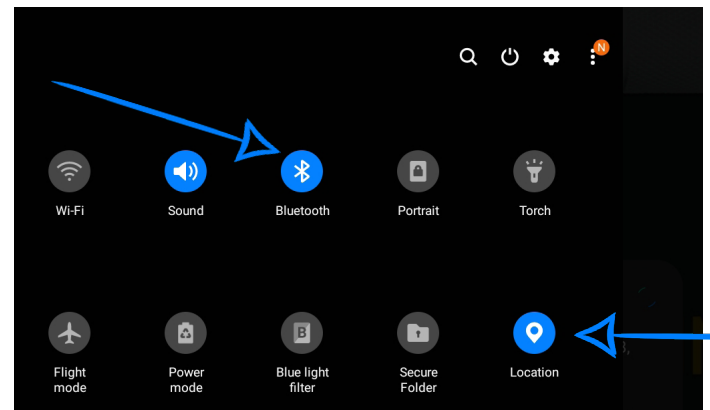 N
Wi-Fi
Sound
Bluetooth
Portrait
Torch
Flight
mode
Power
mode
Blue light
filter
Secure
Folder
Location